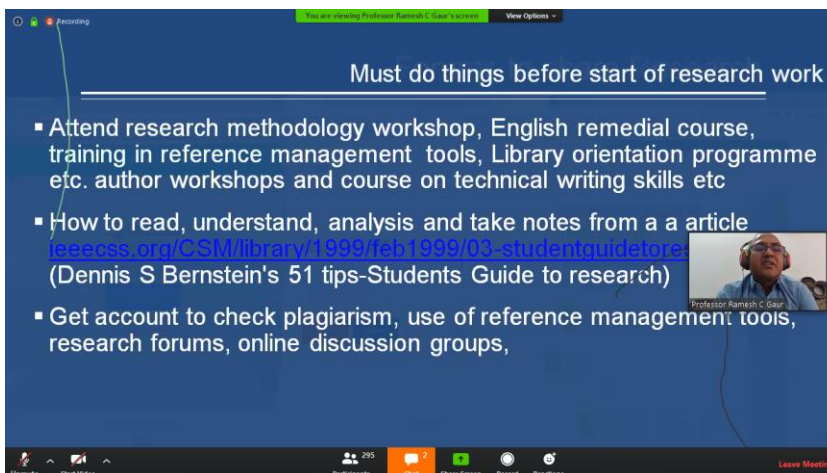 Recording
You are viewing Professor Ramesh C Gaur's screen
View Options
Must do things before start of research work
▪ Attend research methodology workshop, English remedial course,
training in reference management tools, Library orientation programme
etc. author workshops and course on technical writing skills etc
▪ How to read, understand, analysis and take notes from a a article
ieeecss.org/CSM/library/1999/feb1999/03-studentguidetores
(Dennis S Bernstein's 51 tips-Students Guide to research)
Professor Ramesh C Gaur
▪ Get account to check plagiarism, use of reference management tools,
research forums, online discussion groups,
295
2
Leave Meeti